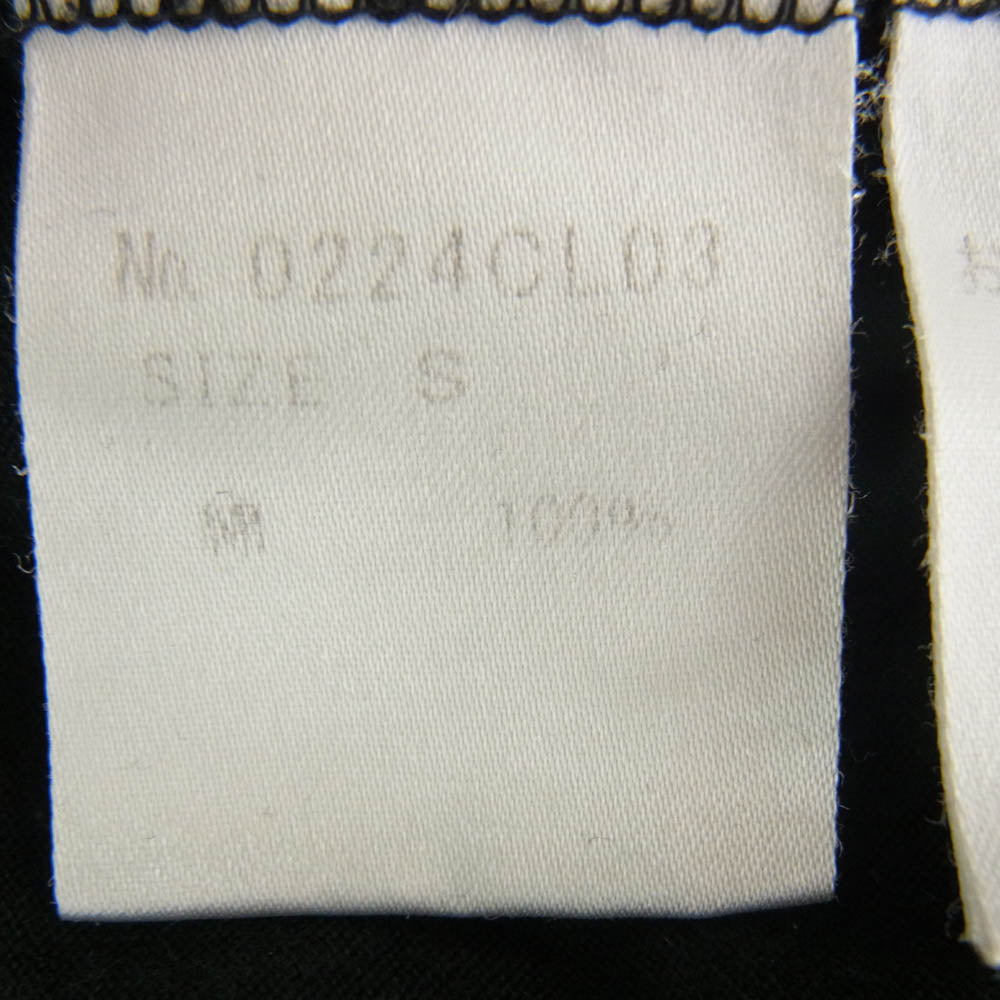 No. 0224CL03
SIZE S
綿 100%